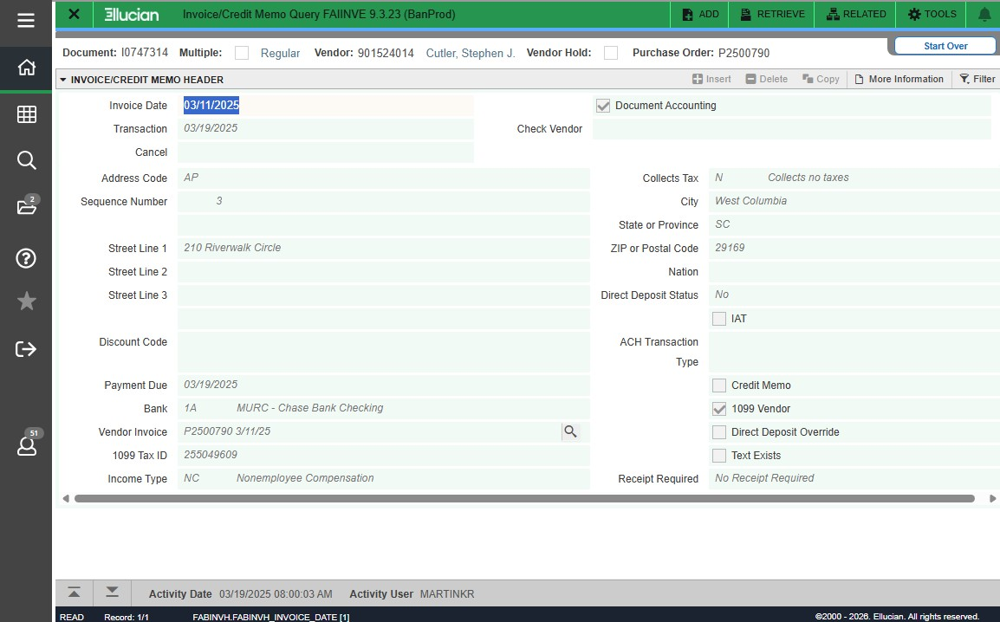 Ellucian Invoice/Credit Memo Query FAIINVE 9.3.23 (BanProd) ADD RETRIEVE RELATED TOOLS
Start Over
Document: I0747314 Multiple: Regular Vendor: 901524014 Cutler, Stephen J. Vendor Hold: Purchase Order: P2500790
INVOICE/CREDIT MEMO HEADER Insert Delete Copy More Information Filter
Invoice Date 03/11/2025 Document Accounting
Transaction 03/19/2025 Check Vendor
Cancel
Address Code AP Collects Tax N Collects no taxes
2
Sequence Number 3 City West Columbia
State or Province SC
Street Line 1 210 Riverwalk Circle ZIP or Postal Code 29169
Street Line 2 Nation
Street Line 3 Direct Deposit Status No
IAT
Discount Code ACH Transaction
Type
Payment Due 03/19/2025 Credit Memo
Bank 1A MURC - Chase Bank Checking 1099 Vendor
51
Vendor Invoice P2500790 3/11/25 Direct Deposit Override
1099 Tax ID 255049609 Text Exists
Income Type NC Nonemployee Compensation Receipt Required No Receipt Required
Activity Date 03/19/2025 08:00:03 AM Activity User MARTINKR
READ Record: 1/1 FABINVH.FABINVH_INVOICE_DATE [1] ©2000 - 2026. Ellucian. All rights reserved.